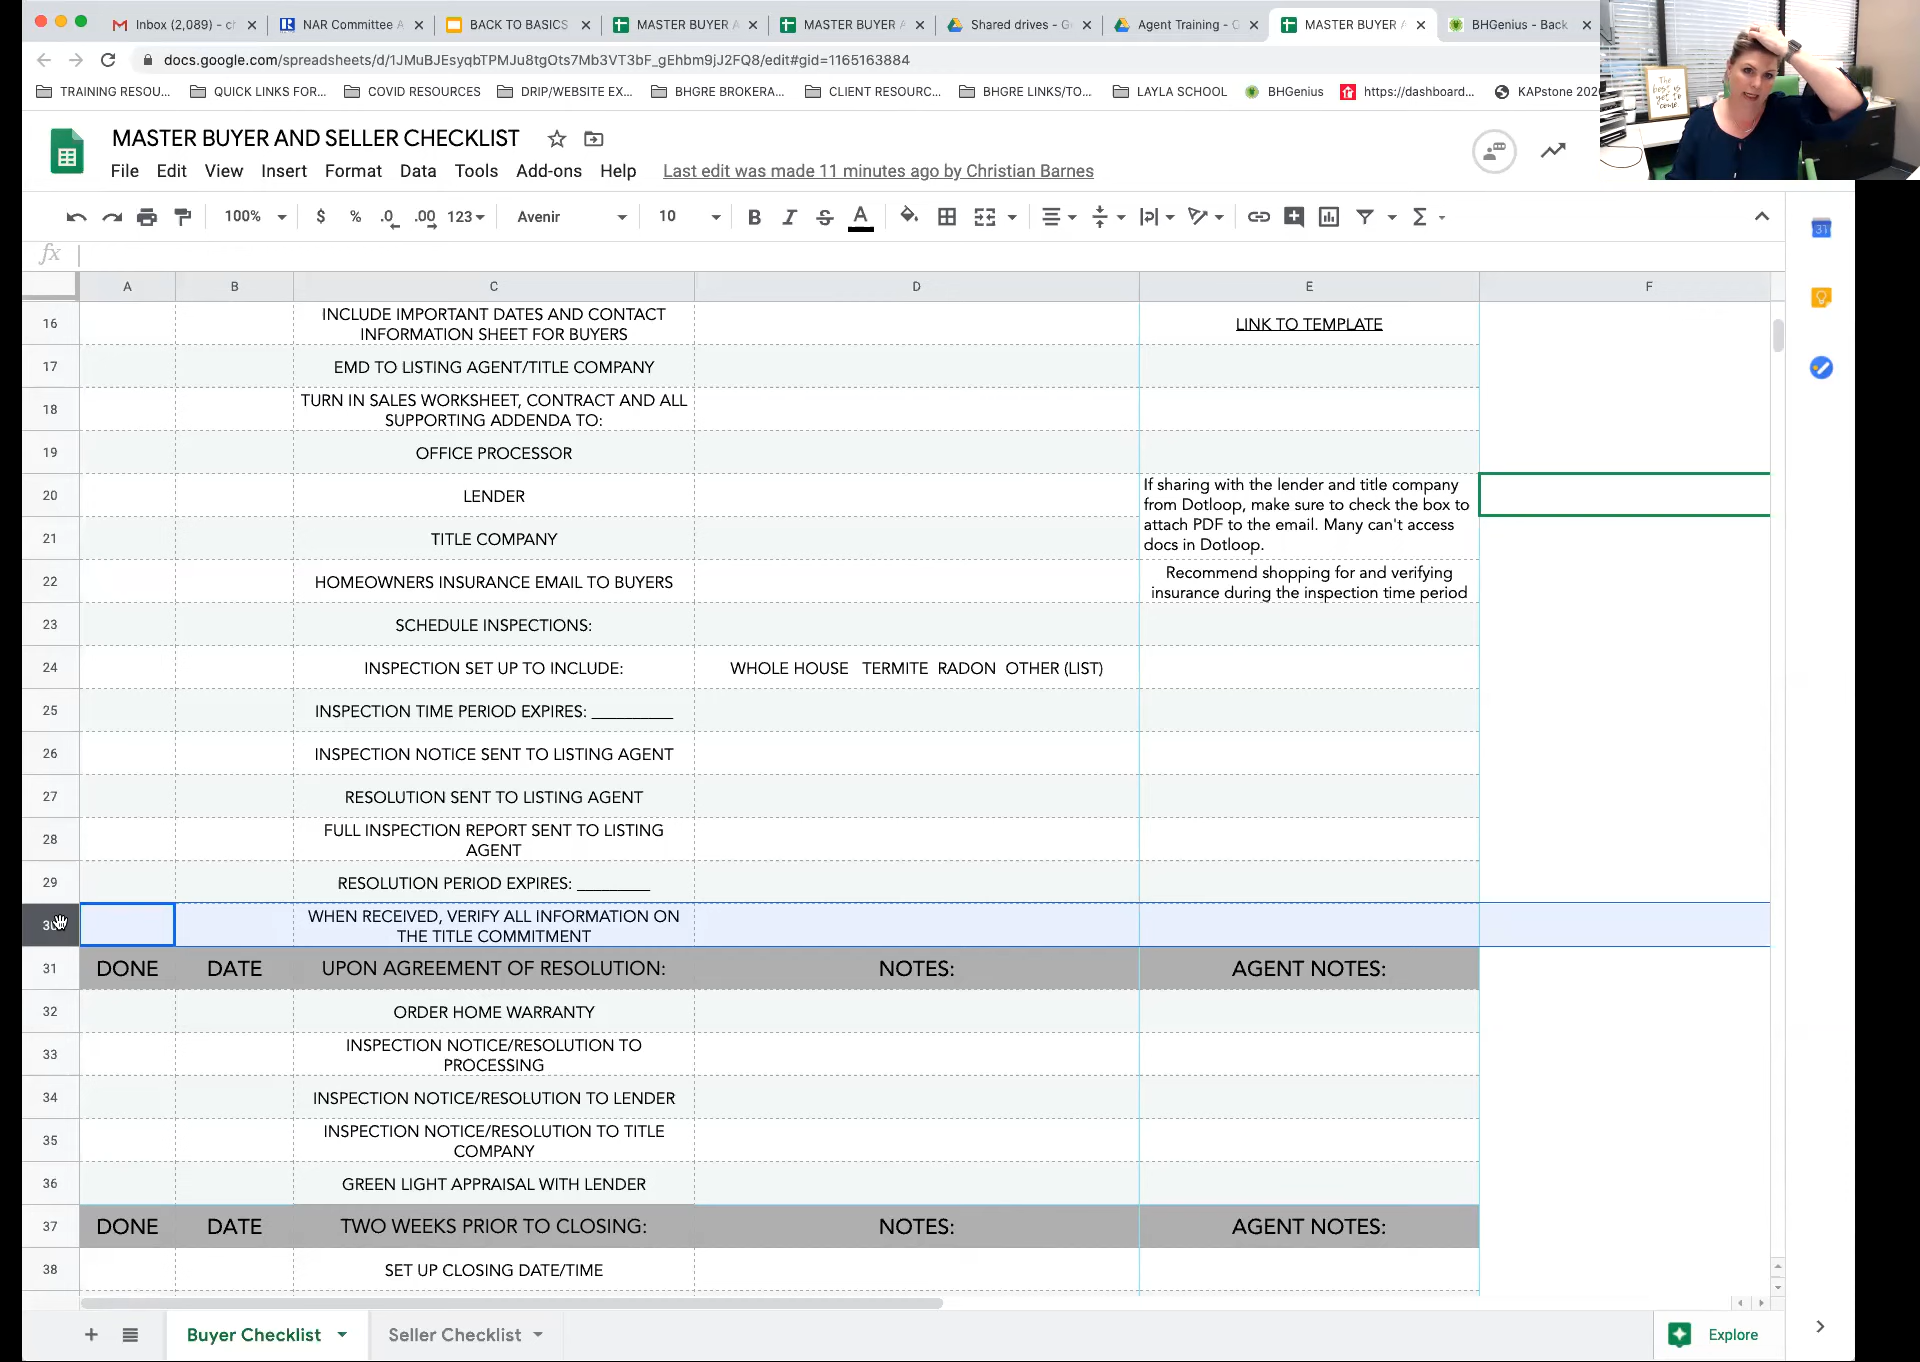 Inbox (2,089) - c
NAR Committee A
BACK TO BASICS
MASTER BUYER A
MASTER BUYER A
Shared drives - G
Agent Training - G
MASTER BUYER A
BHGenius - Back
docs.google.com/spreadsheets/d/1JMuBJEsyqbTPMJu8tgOts7Mb3VT3bF_gEhbm9jJ2FQ8/edit#gid=1165163884
TRAINING RESOU...
QUICK LINKS FOR...
COVID RESOURCES
DRIP/WEBSITE EX...
BHGRE BROKERA...
CLIENT RESOURC...
BHGRE LINKS/TO...
LAYLA SCHOOL
BHGenius
https://dashboard...
KAPstone 202
The best is yet to come
MASTER BUYER AND SELLER CHECKLIST
File Edit View Insert Format Data Tools Add-ons Help Last edit was made 11 minutes ago by Christian Barnes
100% $ % .0 .00 123 Avenir 10 B I S A
fx
A B C D E F
16 INCLUDE IMPORTANT DATES AND CONTACT INFORMATION SHEET FOR BUYERS LINK TO TEMPLATE
17 EMD TO LISTING AGENT/TITLE COMPANY
18 TURN IN SALES WORKSHEET, CONTRACT AND ALL SUPPORTING ADDENDA TO:
19 OFFICE PROCESSOR
20 LENDER
If sharing with the lender and title company
from Dotloop, make sure to check the box to
attach PDF to the email. Many can't access
docs in Dotloop.
21 TITLE COMPANY
22 HOMEOWNERS INSURANCE EMAIL TO BUYERS
Recommend shopping for and verifying
insurance during the inspection time period
23 SCHEDULE INSPECTIONS:
24 INSPECTION SET UP TO INCLUDE: WHOLE HOUSE TERMITE RADON OTHER (LIST)
25 INSPECTION TIME PERIOD EXPIRES: __________
26 INSPECTION NOTICE SENT TO LISTING AGENT
27 RESOLUTION SENT TO LISTING AGENT
28 FULL INSPECTION REPORT SENT TO LISTING AGENT
29 RESOLUTION PERIOD EXPIRES: _________
30 WHEN RECEIVED, VERIFY ALL INFORMATION ON THE TITLE COMMITMENT
31 DONE DATE UPON AGREEMENT OF RESOLUTION: NOTES: AGENT NOTES:
32 ORDER HOME WARRANTY
33 INSPECTION NOTICE/RESOLUTION TO PROCESSING
34 INSPECTION NOTICE/RESOLUTION TO LENDER
35 INSPECTION NOTICE/RESOLUTION TO TITLE COMPANY
36 GREEN LIGHT APPRAISAL WITH LENDER
37 DONE DATE TWO WEEKS PRIOR TO CLOSING: NOTES: AGENT NOTES:
38 SET UP CLOSING DATE/TIME
Buyer Checklist Seller Checklist Explore